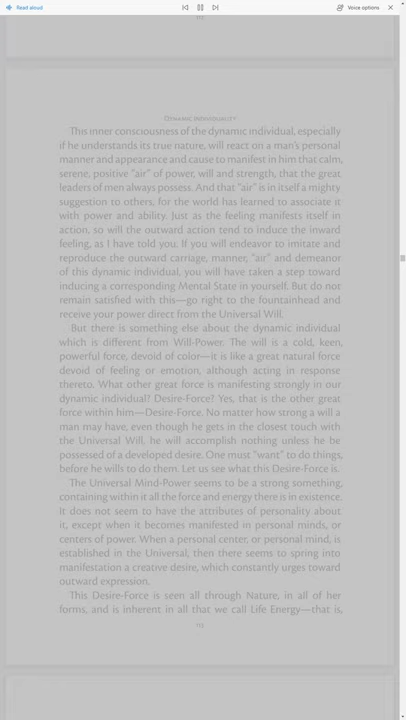 Read aloud
Voice options
DYNAMIC INDIVIDUALITY
This inner consciousness of the dynamic individual, especially
if he understands its true nature, will react on a man's personal
manner and appearance and cause to manifest in him that calm,
serene, positive "air" of power, will and strength, that the great
leaders of men always possess. And that "air" is in itself a mighty
suggestion to others, for the world has learned to associate it
with power and ability. Just as the feeling manifests itself in
action, so will the outward action tend to induce the inward
feeling, as I have told you. If you will endeavor to imitate and
reproduce the outward carriage, manner, "air" and demeanor
of this dynamic individual, you will have taken a step toward
inducing a corresponding Mental State in yourself. But do not
remain satisfied with this—go right to the fountainhead and
receive your power direct from the Universal Will.
But there is something else about the dynamic individual
which is different from Will-Power. The will is a cold, keen,
powerful force, devoid of color—it is like a great natural force
devoid of feeling or emotion, although acting in response
thereto. What other great force is manifesting strongly in our
dynamic individual? Desire-Force? Yes, that is the other great
force within him—Desire-Force. No matter how strong a will a
man may have, even though he gets in the closest touch with
the Universal Will, he will accomplish nothing unless he be
possessed of a developed desire. One must "want" to do things,
before he wills to do them. Let us see what this Desire-Force is.
The Universal Mind-Power seems to be a strong something,
containing within it all the force and energy there is in existence.
It does not seem to have the attributes of personality about
it, except when it becomes manifested in personal minds, or
centers of power. When a personal center, or personal mind, is
established in the Universal, then there seems to spring into
manifestation a creative desire, which constantly urges toward
outward expression.
This Desire-Force is seen all through Nature, in all of her
forms, and is inherent in all that we call Life Energy—that is,